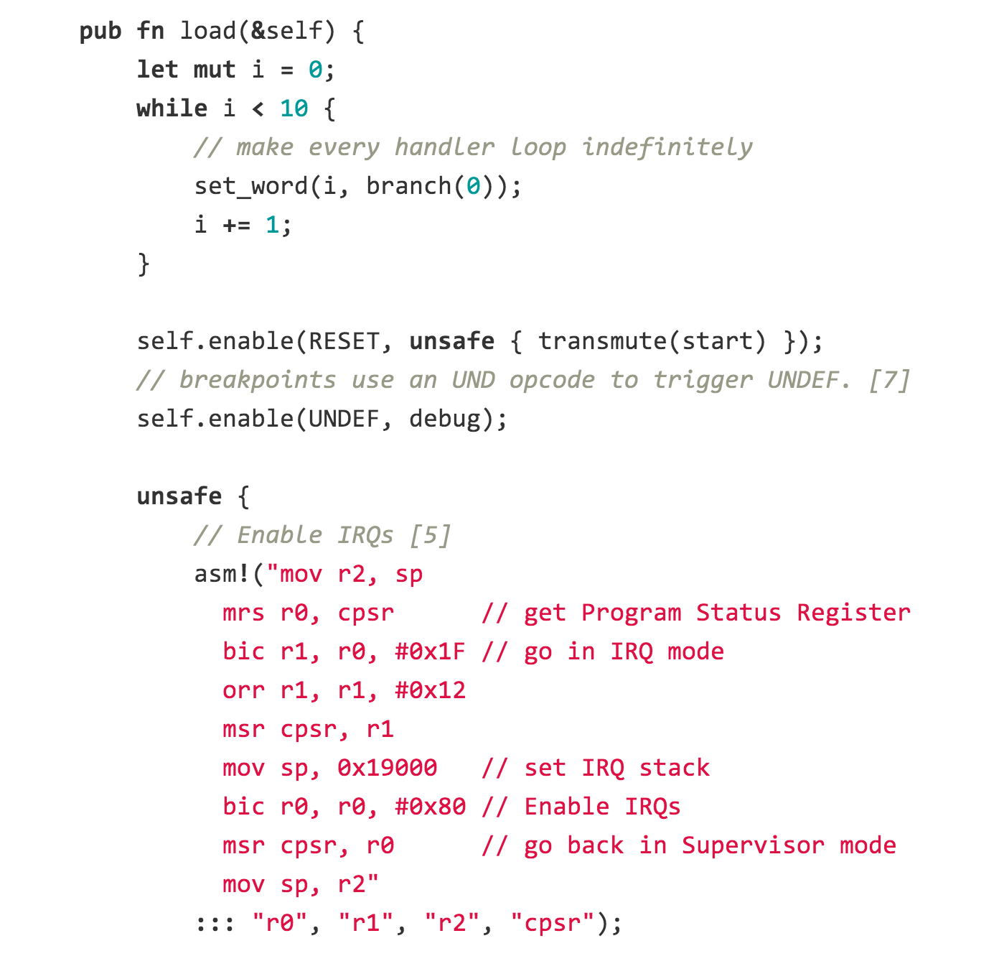 pub fn load(&self) {
    let mut i = 0;
    while i < 10 {
        // make every handler loop indefinitely
        set_word(i, branch(0));
        i += 1;
    }

    self.enable(RESET, unsafe { transmute(start) });
    // breakpoints use an UND opcode to trigger UNDEF. [7]
    self.enable(UNDEF, debug);

    unsafe {
        // Enable IRQs [5]
        asm!("mov r2, sp
          mrs r0, cpsr      // get Program Status Register
          bic r1, r0, #0x1F // go in IRQ mode
          orr r1, r1, #0x12
          msr cpsr, r1
          mov sp, 0x19000   // set IRQ stack
          bic r0, r0, #0x80 // Enable IRQs
          msr cpsr, r0      // go back in Supervisor mode
          mov sp, r2"
        ::: "r0", "r1", "r2", "cpsr");